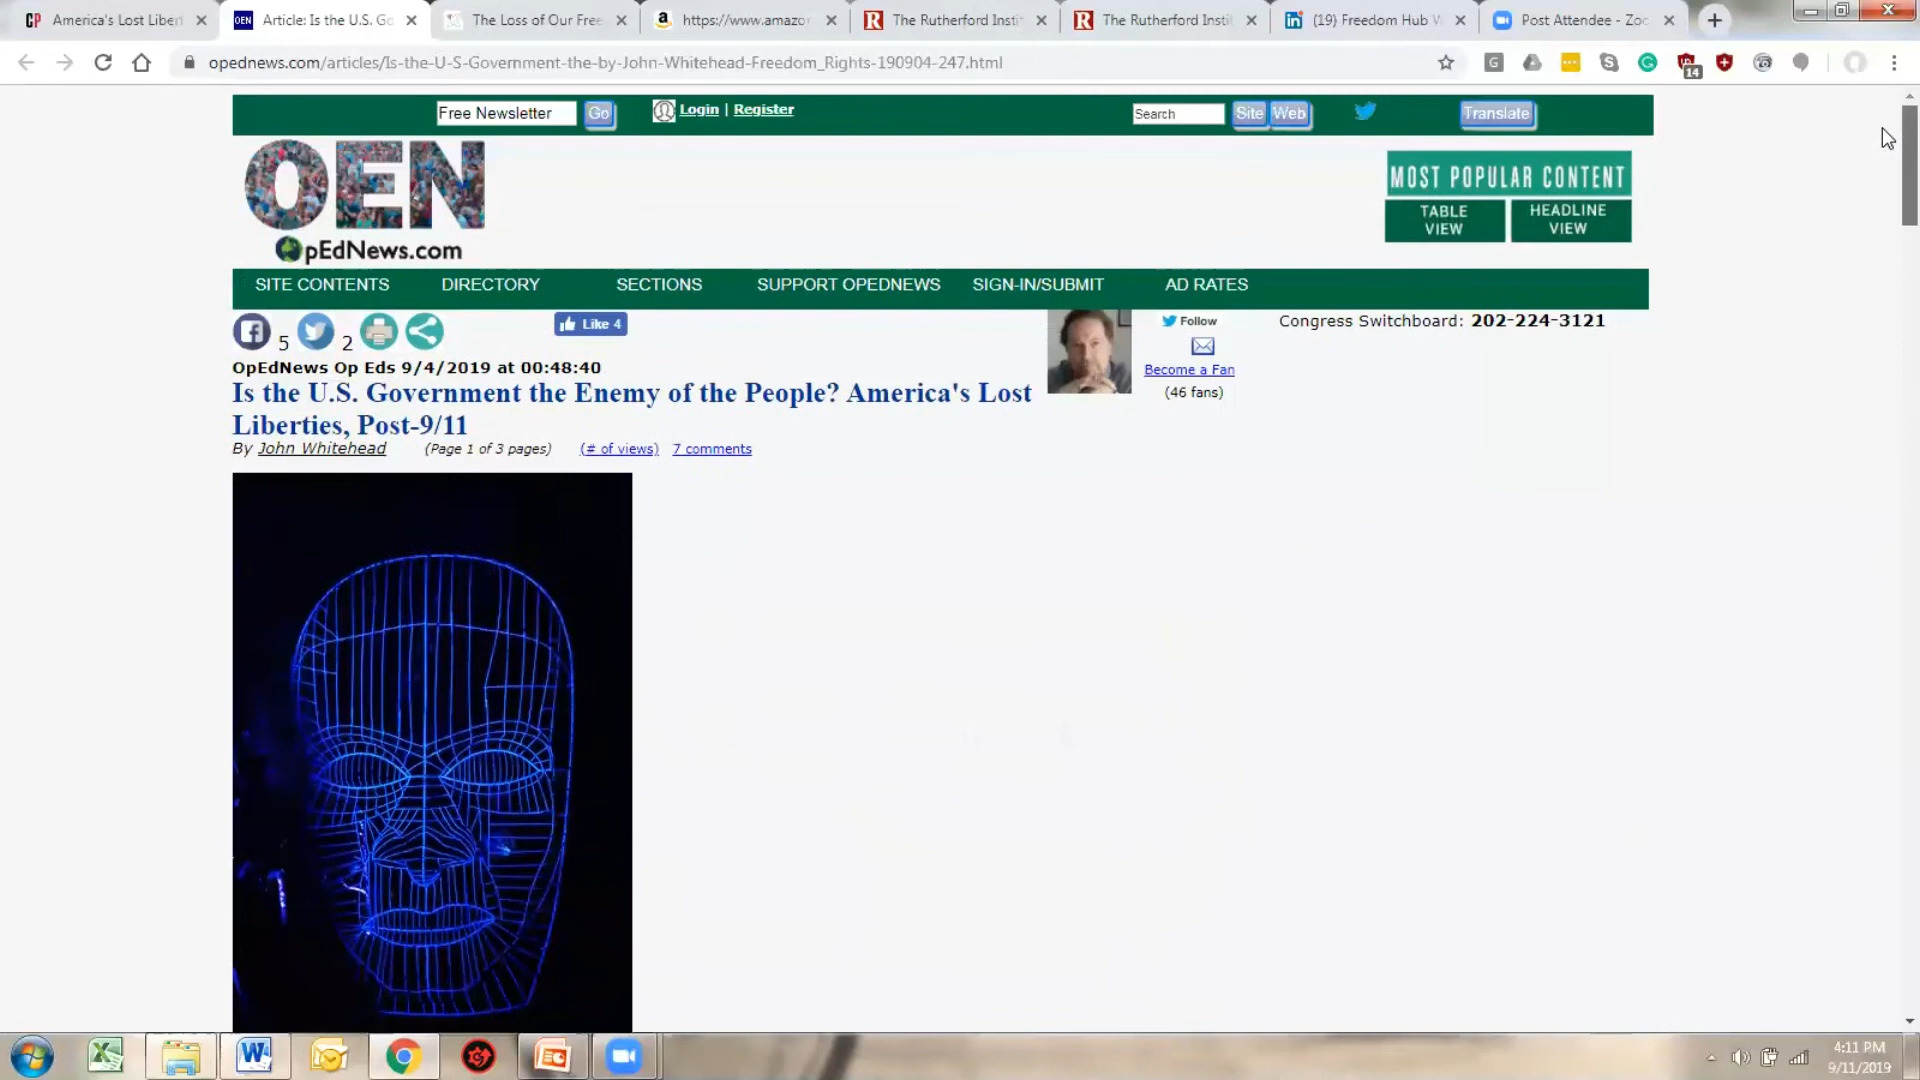 America's Lost Liber
Article: Is the U.S. Go
The Loss of Our Free
https://www.amazo
The Rutherford Insti
The Rutherford Insti
(19) Freedom Hub W
Post Attendee - Zoo
opednews.com/articles/Is-the-U-S-Government-the-by-John-Whitehead-Freedom_Rights-190904-247.html
14
Free Newsletter Go Login | Register Search Site Web Translate
OEN
OpEdNews.com
MOST POPULAR CONTENT
TABLE VIEW
HEADLINE VIEW
SITE CONTENTS DIRECTORY SECTIONS SUPPORT OPEDNEWS SIGN-IN/SUBMIT AD RATES
5 2 Like 4
Follow
Become a Fan
(46 fans)
Congress Switchboard: 202-224-3121
OpEdNews Op Eds 9/4/2019 at 00:48:40
Is the U.S. Government the Enemy of the People? America's Lost
Liberties, Post-9/11
By John Whitehead (Page 1 of 3 pages) (# of views) 7 comments
4:11 PM
9/11/2019